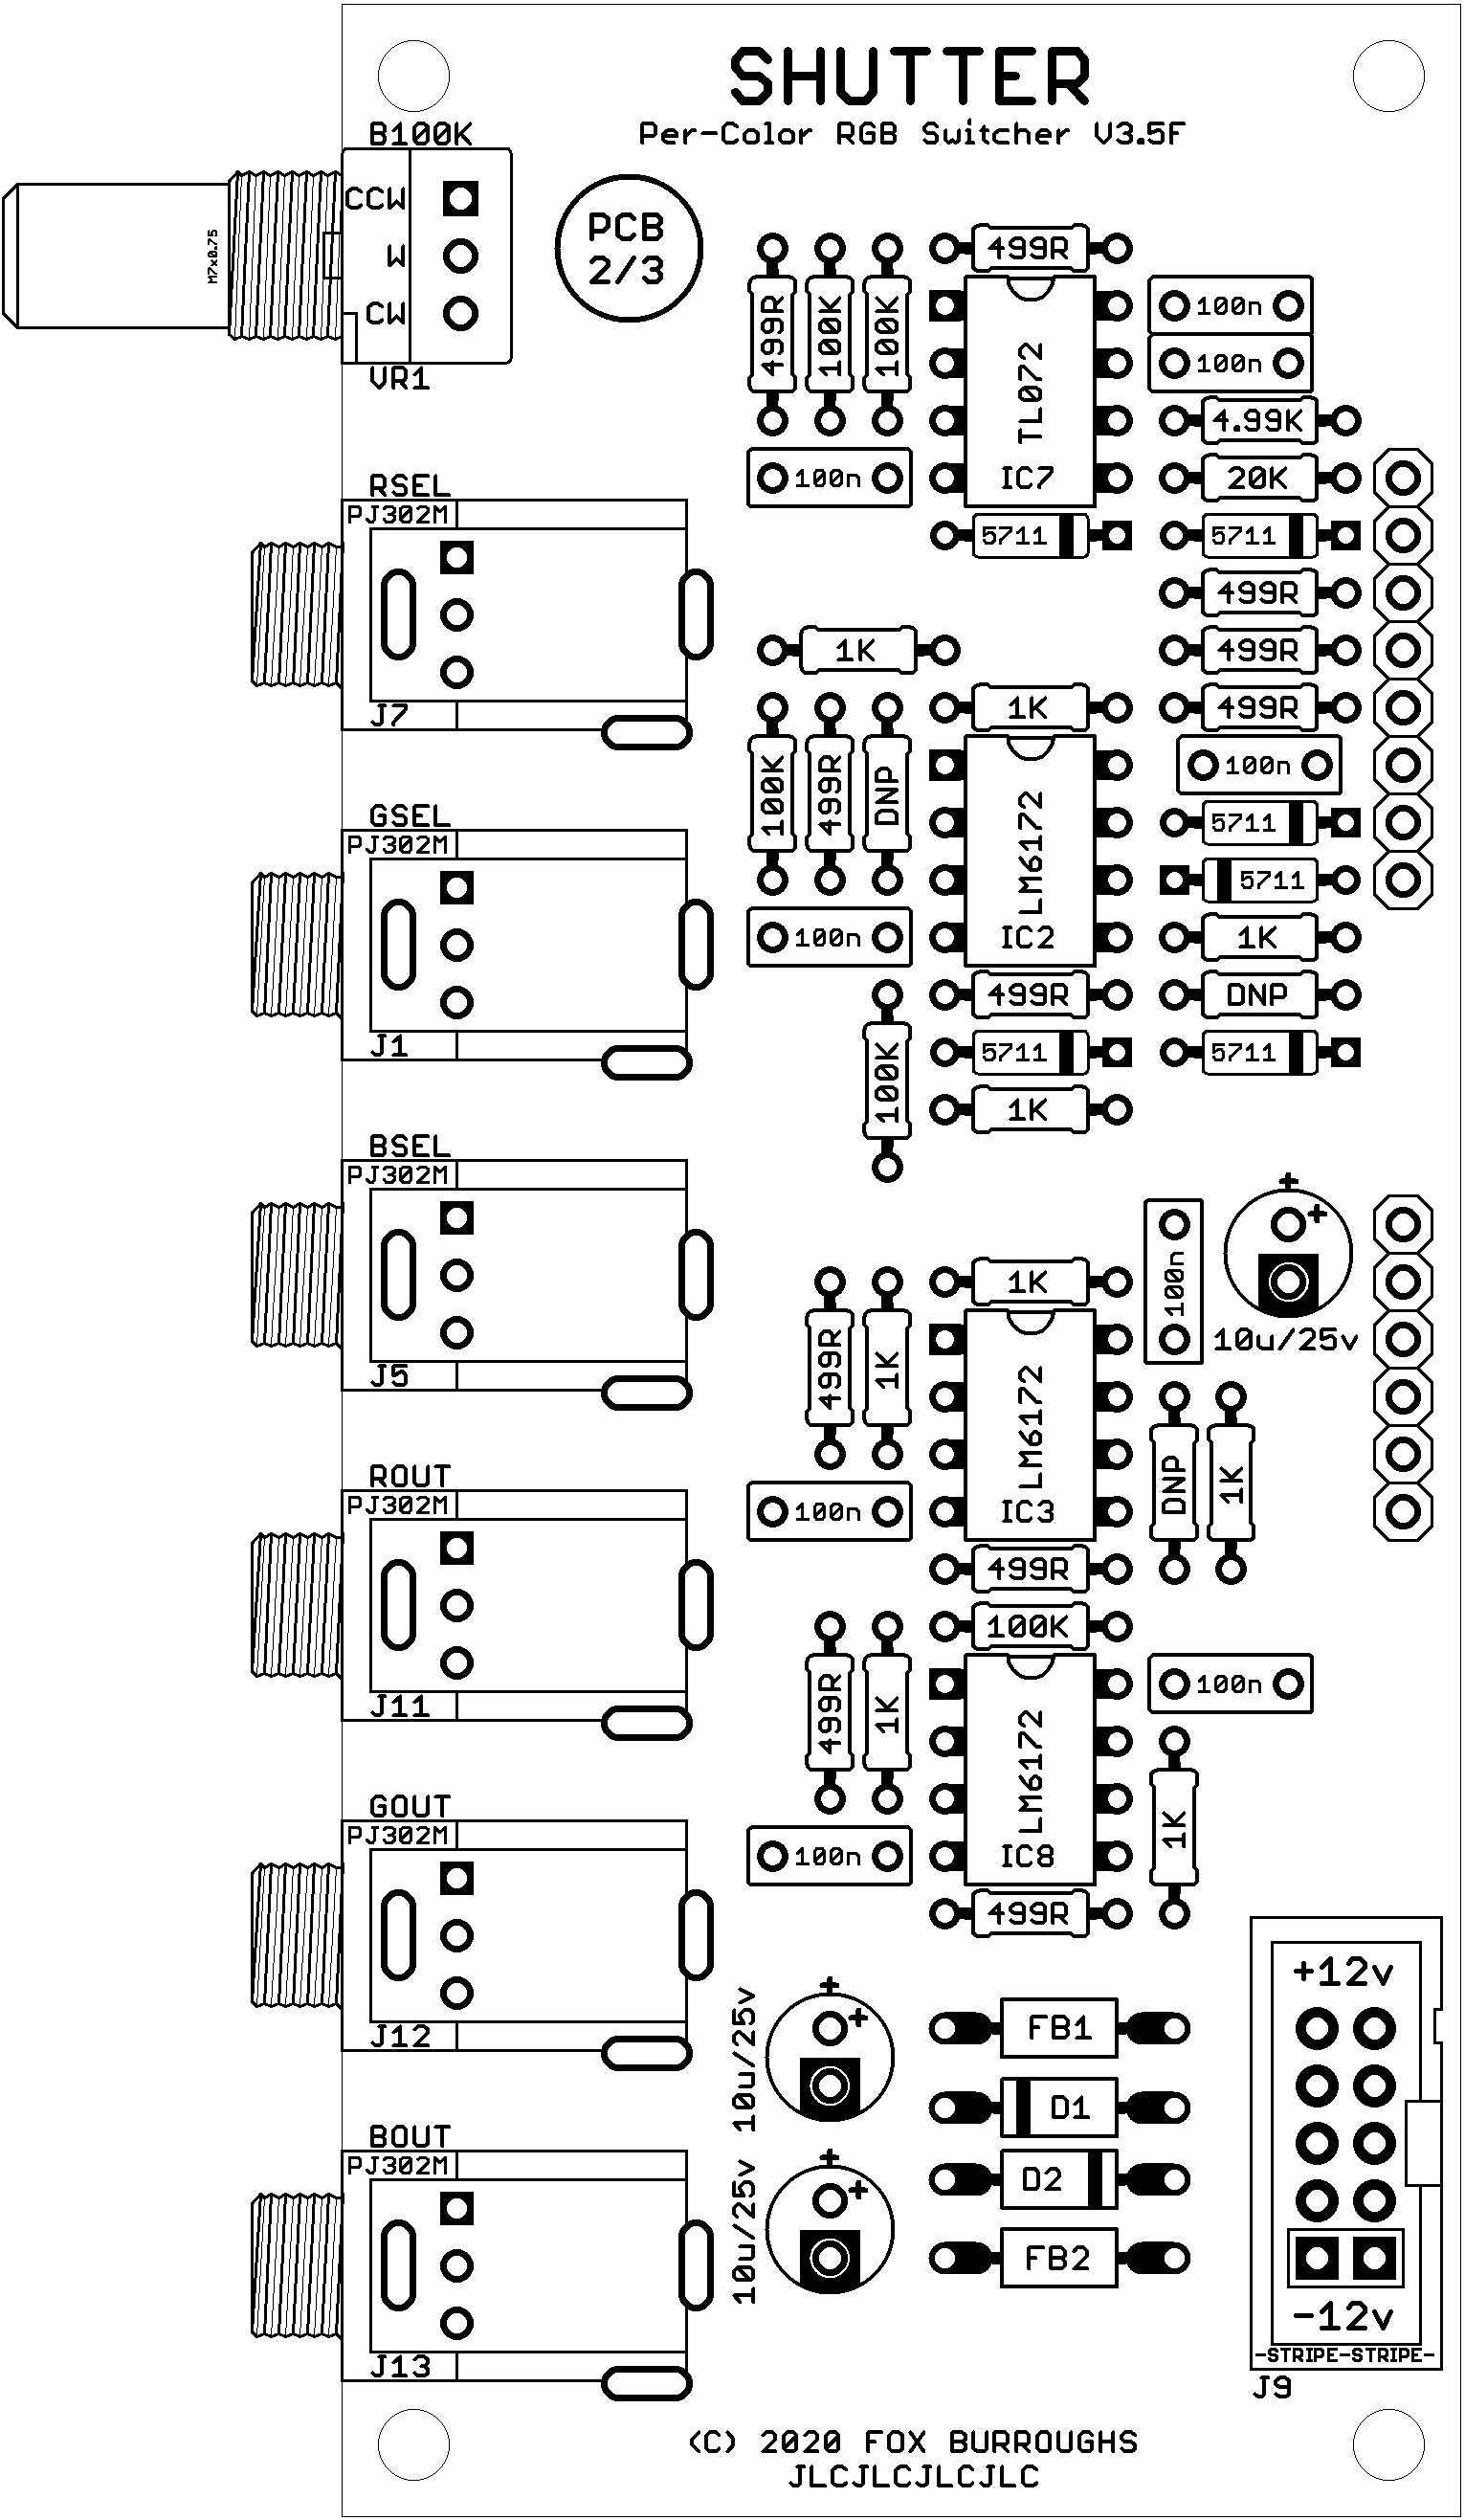 SHUTTER
Per-Color RGB Switcher V3.5F
B100K
CCW
W
CW
M7x0.75
VR1
PCB
2/3
499R
499R
100K
100K
TL072
IC7
100n
100n
4.99K
20K
100n
5711
5711
499R
499R
499R
RSEL
PJ302M
J7
1K
1K
100K
499R
DNP
LM6172
IC2
100n
5711
5711
1K
DNP
5711
100n
499R
5711
1K
100K
GSEL
PJ302M
J1
BSEL
PJ302M
J5
1K
499R
1K
LM6172
IC3
100n
10u/25v
+
+
100n
DNP
1K
499R
100K
ROUT
PJ302M
J11
499R
1K
LM6172
IC8
100n
100n
1K
499R
GOUT
PJ302M
J12
10u/25v
+
+
FB1
D1
D2
FB2
BOUT
PJ302M
J13
10u/25v
+
+
+12v
-12v
-STRIPE-STRIPE-
J9
(C) 2020 FOX BURROUGHS
JLCJLCJLCJLC